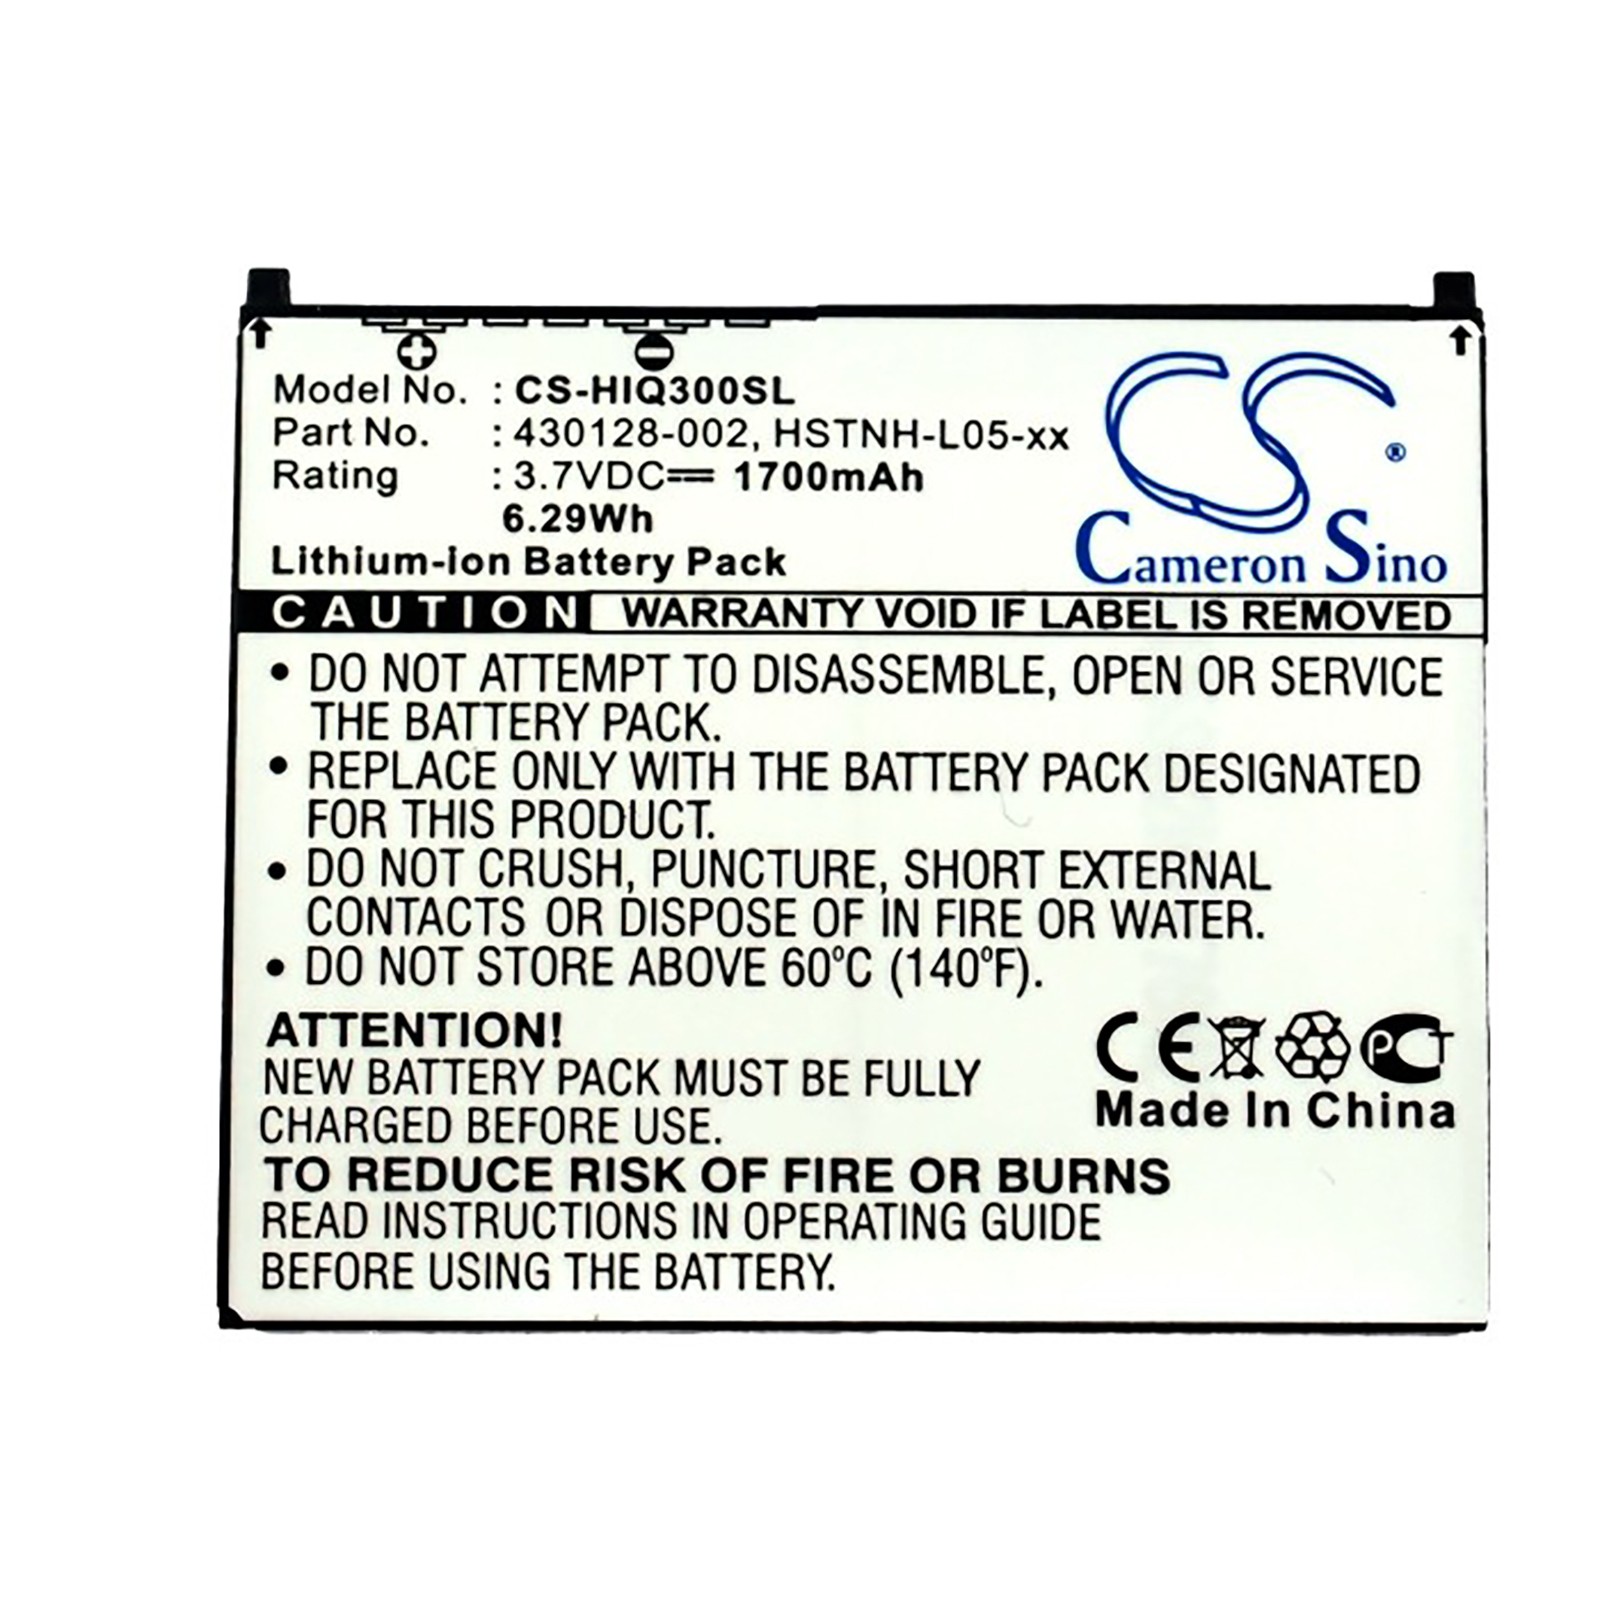 Model No. : CS-HIQ300SL
Part No. : 430128-002, HSTNH-L05-xx
Rating : 3.7VDC⎓ 1700mAh
6.29Wh
Lithium-ion Battery Pack
CS®
Cameron Sino
CAUTION WARRANTY VOID IF LABEL IS REMOVED
• DO NOT ATTEMPT TO DISASSEMBLE, OPEN OR SERVICE
THE BATTERY PACK.
• REPLACE ONLY WITH THE BATTERY PACK DESIGNATED
FOR THIS PRODUCT.
• DO NOT CRUSH, PUNCTURE, SHORT EXTERNAL
CONTACTS OR DISPOSE OF IN FIRE OR WATER.
• DO NOT STORE ABOVE 60°C (140°F).
ATTENTION!
NEW BATTERY PACK MUST BE FULLY
CHARGED BEFORE USE.
TO REDUCE RISK OF FIRE OR BURNS
READ INSTRUCTIONS IN OPERATING GUIDE
BEFORE USING THE BATTERY.
CE PCT
Made In China